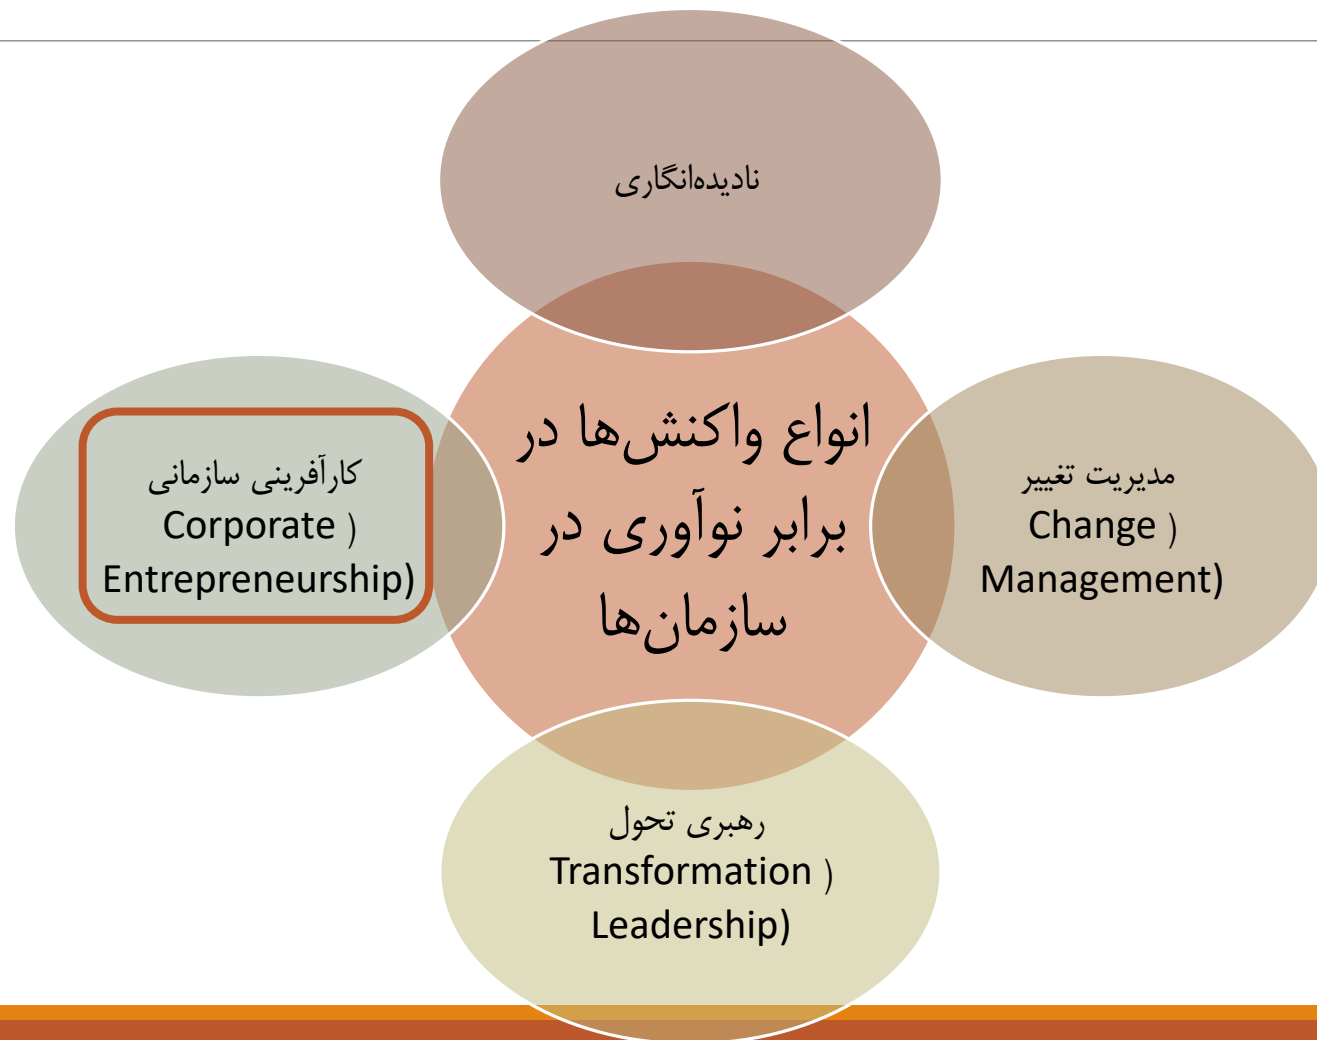 نادیده‌انگاری
انواع واکنش‌ها در
برابر نوآوری در
سازمان‌ها
مدیریت تغییر
Change )
Management)
رهبری تحول
Transformation )
Leadership)
کارآفرینی سازمانی
Corporate )
Entrepreneurship)